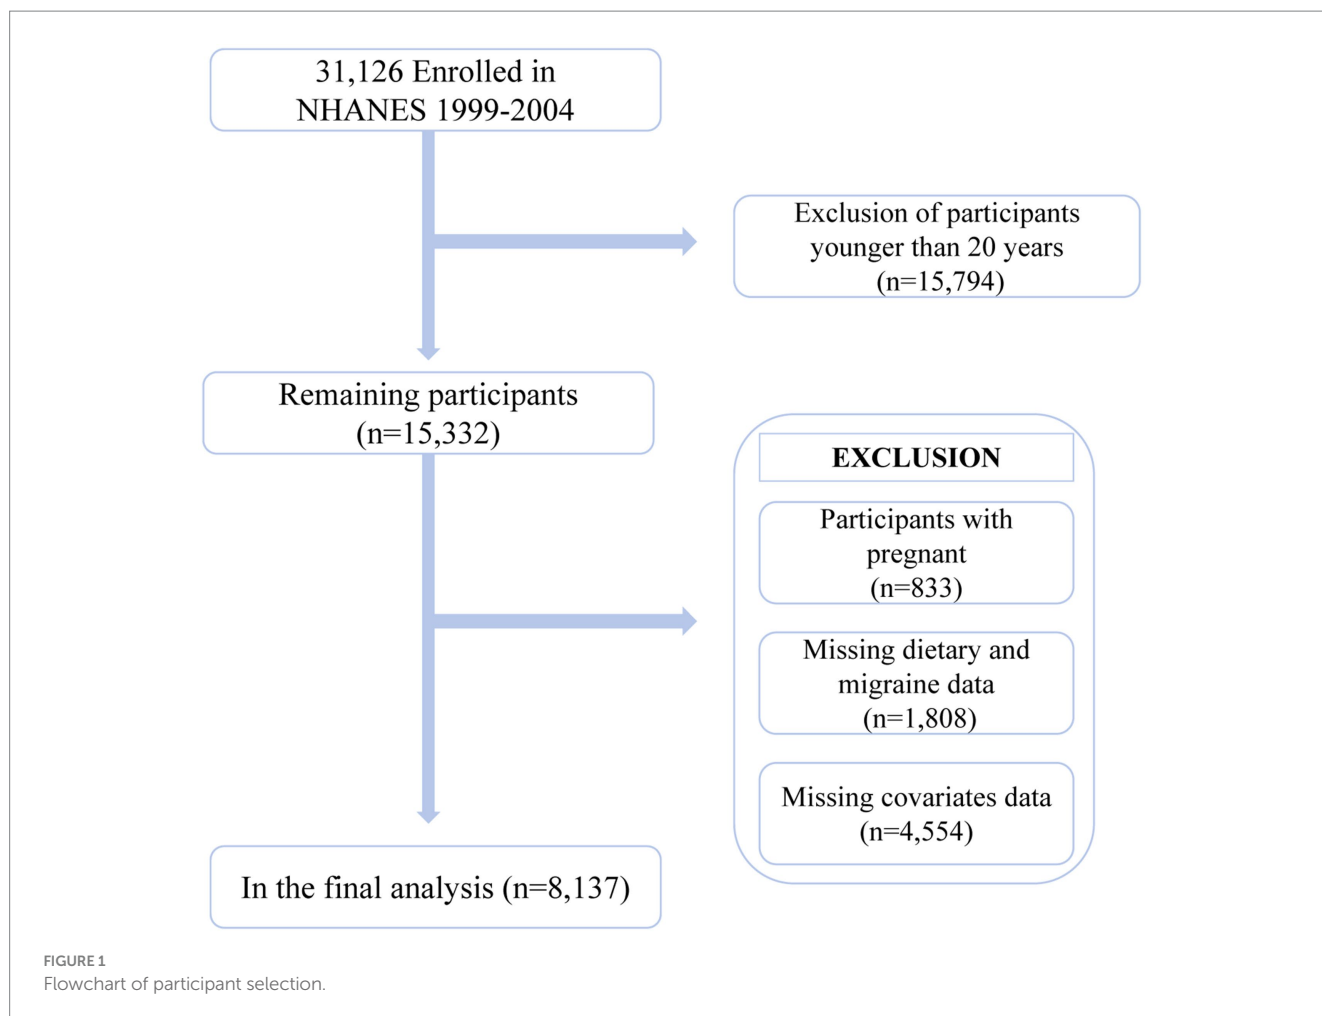 31,126 Enrolled in
NHANES 1999-2004
Exclusion of participants
younger than 20 years
(n=15,794)
Remaining participants
(n=15,332)
EXCLUSION
Participants with
pregnant
(n=833)
Missing dietary and
migraine data
(n=1,808)
Missing covariates data
(n=4,554)
In the final analysis (n=8,137)
FIGURE 1
Flowchart of participant selection.